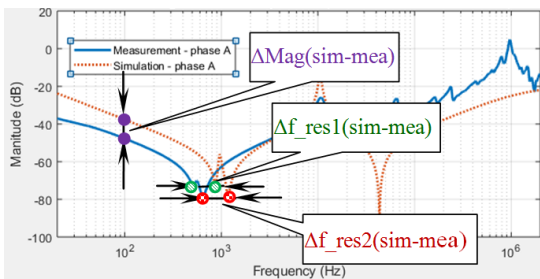 20
0
-20
-40
-60
-80
-100
Manitude (dB)
Measurement - phase A
Simulation - phase A
ΔMag(sim-mea)
Δf_res1(sim-mea)
Δf_res2(sim-mea)
10²
10³
10⁶
Frequency (Hz)